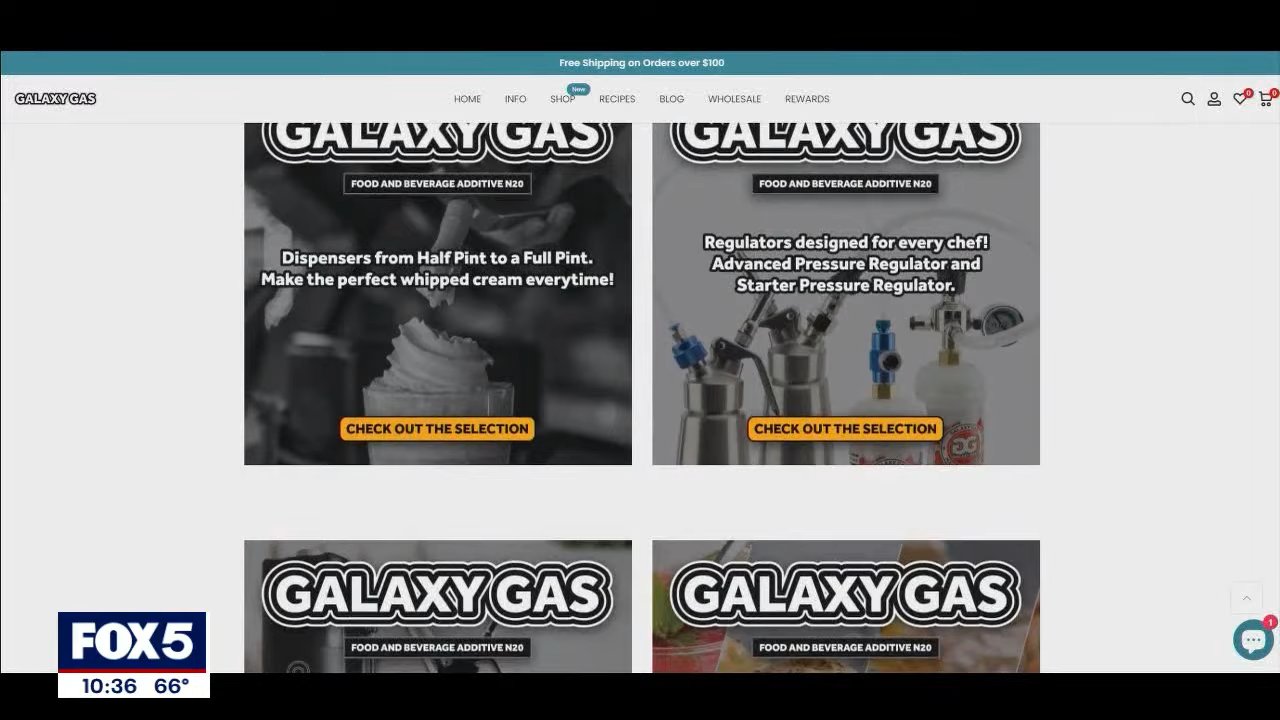 Free Shipping on Orders over $100
GALAXY GAS
HOME INFO SHOP New RECIPES BLOG WHOLESALE REWARDS
0 0
GALAXY GAS
FOOD AND BEVERAGE ADDITIVE N20
Dispensers from Half Pint to a Full Pint.
Make the perfect whipped cream everytime!
CHECK OUT THE SELECTION
GALAXY GAS
FOOD AND BEVERAGE ADDITIVE N20
Regulators designed for every chef!
Advanced Pressure Regulator and
Starter Pressure Regulator.
CHECK OUT THE SELECTION
GALAXY GAS
FOOD AND BEVERAGE ADDITIVE N20
GALAXY GAS
FOOD AND BEVERAGE ADDITIVE N20
1
FOX 5
10:36 66°